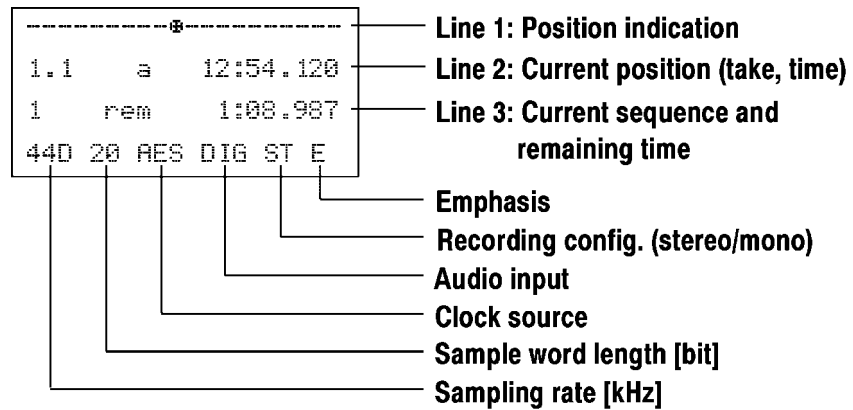 Line 1: Position indication
1.1 a 12:54.120 Line 2: Current position (take, time)
1 rem 1:08.987 Line 3: Current sequence and
remaining time
44D 20 AES DIG ST E
Emphasis
Recording config. (stereo/mono)
Audio input
Clock source
Sample word length [bit]
Sampling rate [kHz]